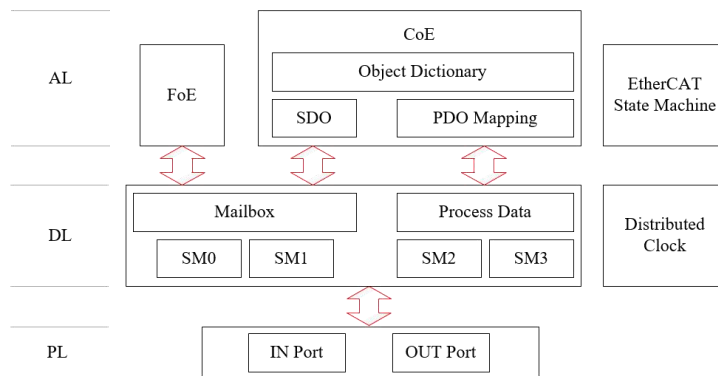 CoE
AL
Object Dictionary
FoE
EtherCAT
State Machine
SDO
PDO Mapping
Mailbox
Process Data
DL
Distributed
Clock
SM0
SM1
SM2
SM3
PL
IN Port
OUT Port